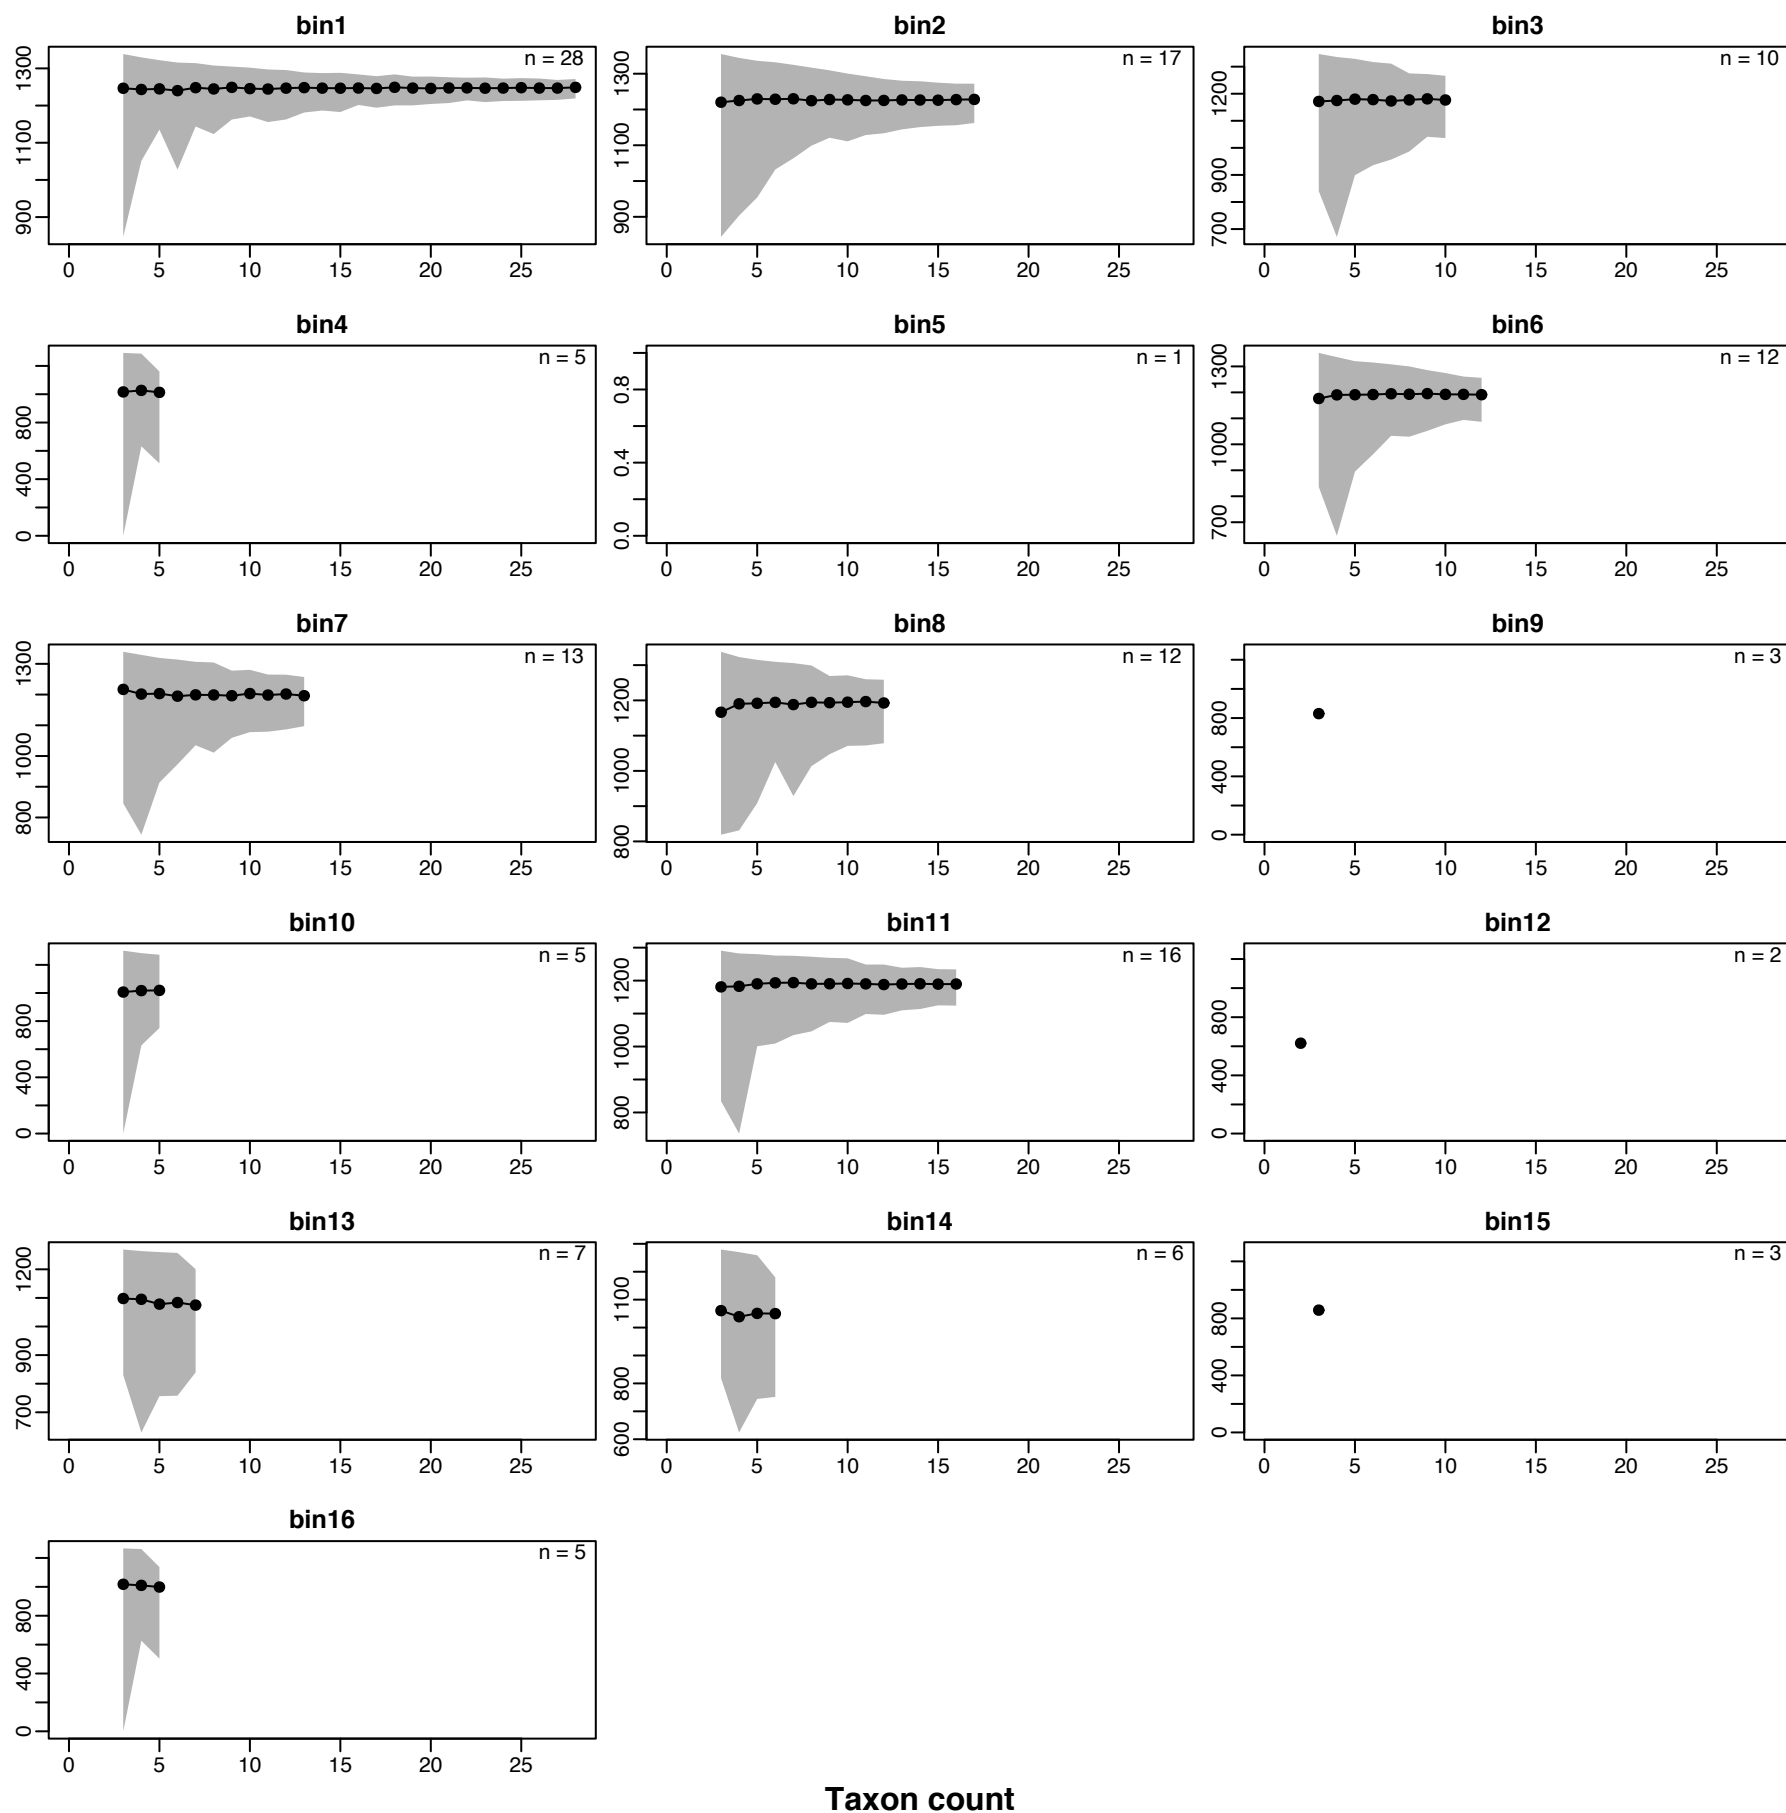 bin1 bin2 bin3
n = 28 n = 17 n = 10
900 1100 1300
900 1100 1300
700 900 1200
0 5 10 15 20 25
0 5 10 15 20 25
0 5 10 15 20 25
bin4 bin5 bin6
n = 5 n = 1 n = 12
0 400 800
0.0 0.4 0.8
700 1000 1300
0 5 10 15 20 25
0 5 10 15 20 25
0 5 10 15 20 25
bin7 bin8 bin9
n = 13 n = 12 n = 3
800 1000 1300
800 1000 1200
0 400 800
0 5 10 15 20 25
0 5 10 15 20 25
0 5 10 15 20 25
bin10 bin11 bin12
n = 5 n = 16 n = 2
0 400 800
800 1000 1200
0 400 800
0 5 10 15 20 25
0 5 10 15 20 25
0 5 10 15 20 25
bin13 bin14 bin15
n = 7 n = 6 n = 3
700 900 1200
600 800 1100
0 400 800
0 5 10 15 20 25
0 5 10 15 20 25
0 5 10 15 20 25
bin16
n = 5
0 400 800
0 5 10 15 20 25
Taxon count